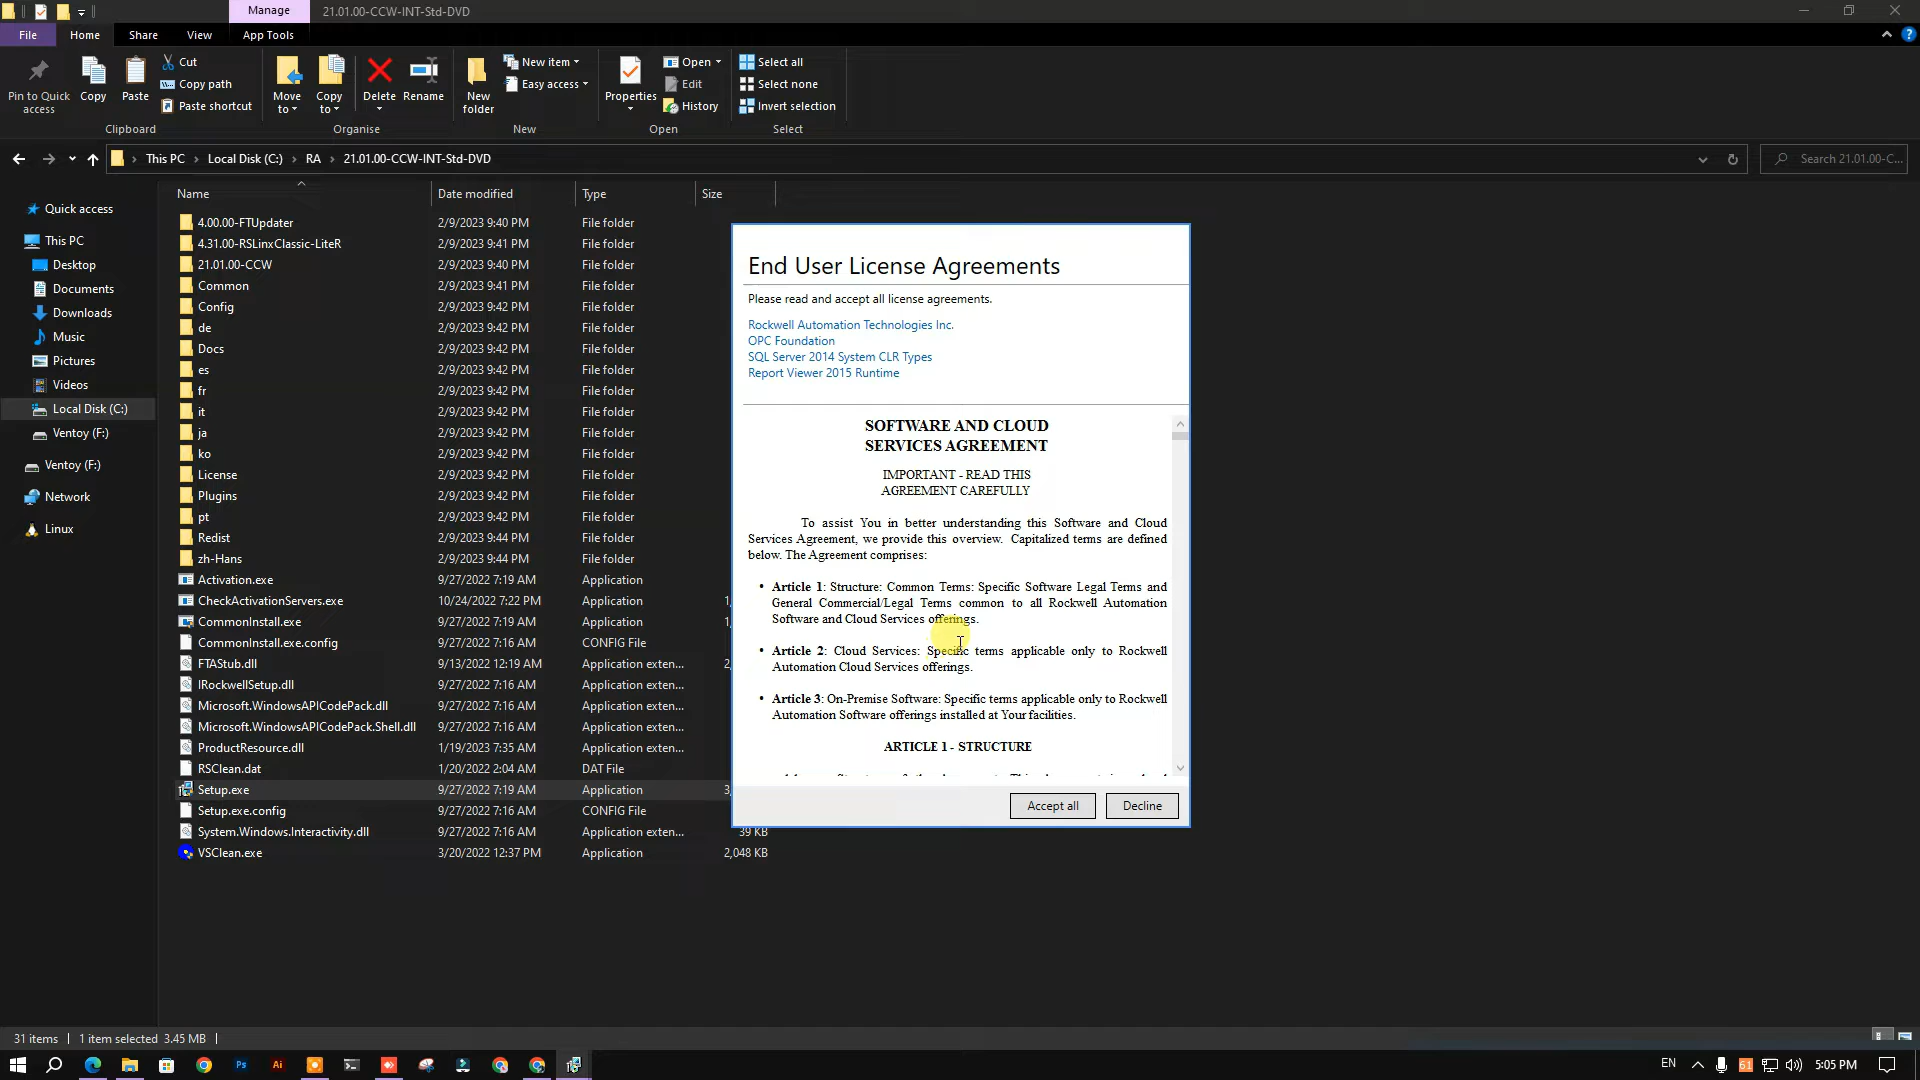 Manage
21.01.00-CCW-INT-Std-DVD
File
Home
Share
View
App Tools
Pin to Quick access
Copy
Paste
Cut
Copy path
Paste shortcut
Clipboard
Move to
Copy to
Delete
Rename
Organise
New folder
New item
Easy access
New
Properties
Open
Edit
History
Open
Select all
Select none
Invert selection
Select
This PC
Local Disk (C:)
RA
21.01.00-CCW-INT-Std-DVD
Search 21.01.00-C...
Quick access
This PC
Desktop
Documents
Downloads
Music
Pictures
Videos
Local Disk (C:)
Ventoy (F:)
Ventoy (F:)
Network
Linux
Name Date modified Type Size
4.00.00-FTUpdater 2/9/2023 9:40 PM File folder
4.31.00-RSLinxClassic-LiteR 2/9/2023 9:41 PM File folder
21.01.00-CCW 2/9/2023 9:40 PM File folder
Common 2/9/2023 9:41 PM File folder
Config 2/9/2023 9:42 PM File folder
de 2/9/2023 9:42 PM File folder
Docs 2/9/2023 9:42 PM File folder
es 2/9/2023 9:42 PM File folder
fr 2/9/2023 9:42 PM File folder
it 2/9/2023 9:42 PM File folder
ja 2/9/2023 9:42 PM File folder
ko 2/9/2023 9:42 PM File folder
License 2/9/2023 9:42 PM File folder
Plugins 2/9/2023 9:42 PM File folder
pt 2/9/2023 9:42 PM File folder
Redist 2/9/2023 9:44 PM File folder
zh-Hans 2/9/2023 9:44 PM File folder
Activation.exe 9/27/2022 7:19 AM Application
CheckActivationServers.exe 10/24/2022 7:22 PM Application 1,
CommonInstall.exe 9/27/2022 7:19 AM Application 1,
CommonInstall.exe.config 9/27/2022 7:16 AM CONFIG File
FTAStub.dll 9/13/2022 12:19 AM Application exten... 2,
IRockwellSetup.dll 9/27/2022 7:16 AM Application exten...
Microsoft.WindowsAPICodePack.dll 9/27/2022 7:16 AM Application exten...
Microsoft.WindowsAPICodePack.Shell.dll 9/27/2022 7:16 AM Application exten...
ProductResource.dll 1/19/2023 7:35 AM Application exten...
RSClean.dat 1/20/2022 2:04 AM DAT File
Setup.exe 9/27/2022 7:19 AM Application 3,
Setup.exe.config 9/27/2022 7:16 AM CONFIG File
System.Windows.Interactivity.dll 9/27/2022 7:16 AM Application exten... 39 KB
VSClean.exe 3/20/2022 12:37 PM Application 2,048 KB
End User License Agreements
Please read and accept all license agreements.
Rockwell Automation Technologies Inc.
OPC Foundation
SQL Server 2014 System CLR Types
Report Viewer 2015 Runtime
SOFTWARE AND CLOUD
SERVICES AGREEMENT
IMPORTANT - READ THIS
AGREEMENT CAREFULLY
To assist You in better understanding this Software and Cloud
Services Agreement, we provide this overview. Capitalized terms are defined
below. The Agreement comprises:
• Article 1: Structure: Common Terms: Specific Software Legal Terms and
General Commercial/Legal Terms common to all Rockwell Automation
Software and Cloud Services offerings.
• Article 2: Cloud Services: Specific terms applicable only to Rockwell
Automation Cloud Services offerings.
• Article 3: On-Premise Software: Specific terms applicable only to Rockwell
Automation Software offerings installed at Your facilities.
ARTICLE 1 - STRUCTURE
Accept all
Decline
31 items
1 item selected 3.45 MB
Ps
Ai
EN
61
5:05 PM